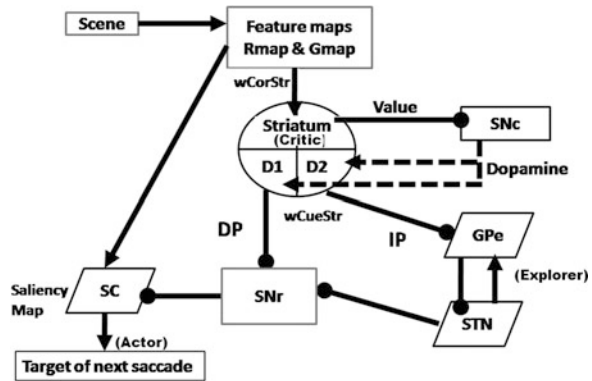 Scene
Feature maps
Rmap & Gmap
wCorStr
Striatum
(Critic)
Value
SNc
D1
D2
Dopamine
wCueStr
DP
IP
GPe
(Explorer)
Saliency
Map
SC
SNr
STN
(Actor)
Target of next saccade